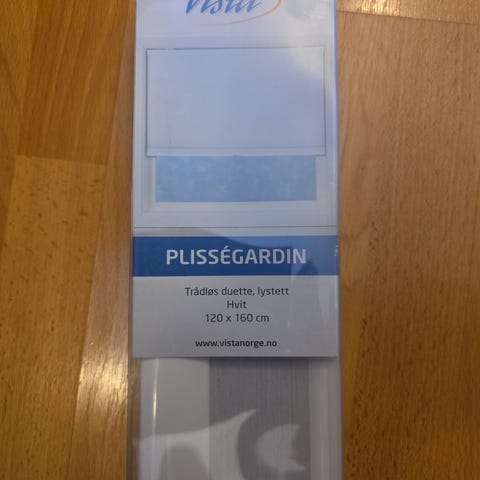 Vista
PLISSÉGARDIN
Trådløs duette, lystett
Hvit
120 x 160 cm
www.vistanorge.no